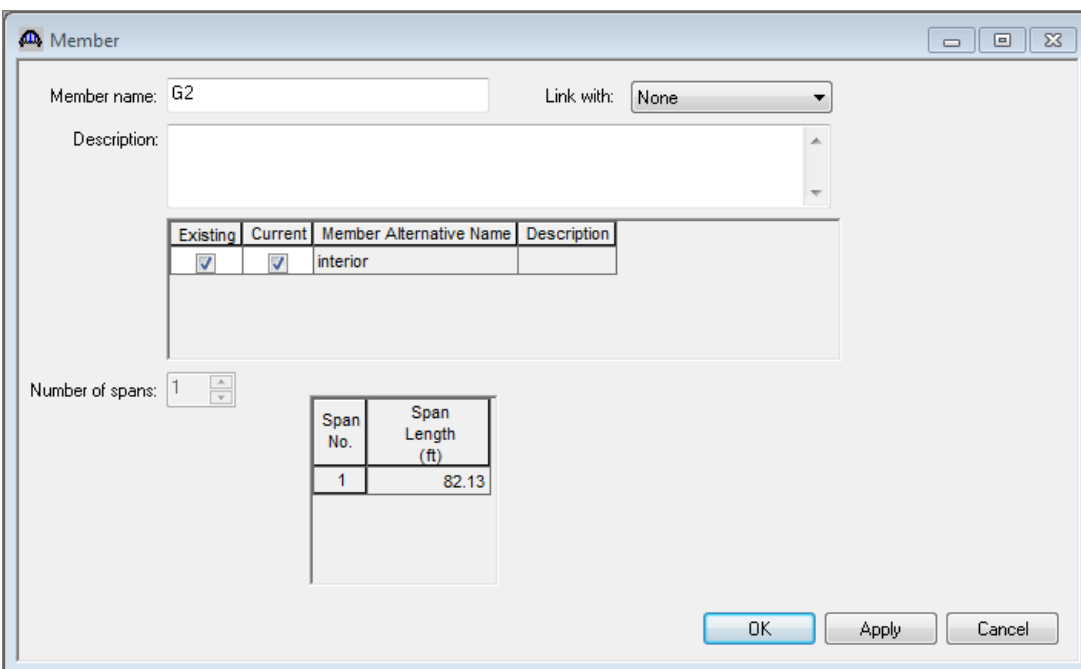 Member
Member name: G2 Link with: None
Description:
Existing Current Member Alternative Name Description
interior
Number of spans: 1
Span No. Span Length (ft)
1 82.13
OK Apply Cancel